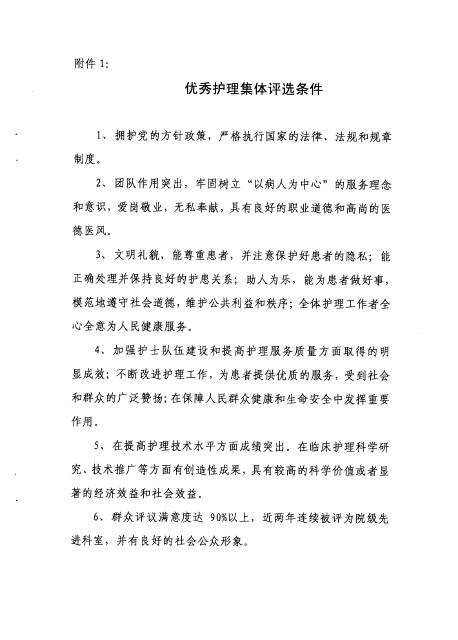 附件1:
优秀护理集体评选条件
1、拥护党的方针政策，严格执行国家的法律、法规和规章
制度。
2、团队作用突出，牢固树立“以病人为中心”的服务理念
和意识，爱岗敬业，无私奉献，具有良好的职业道德和高尚的医
德医风。
3、文明礼貌，能尊重患者，并注意保护好患者的隐私；能
正确处理并保持良好的护患关系；助人为乐，能为患者做好事，
模范地遵守社会道德，维护公共利益和秩序；全体护理工作者全
心全意为人民健康服务。
4、加强护士队伍建设和提高护理服务质量方面取得的明
显成效；不断改进护理工作，为患者提供优质的服务，受到社会
和群众的广泛赞扬；在保障人民群众健康和生命安全中发挥重要
作用。
5、在提高护理技术水平方面成绩突出。在临床护理科学研
究、技术推广等方面有创造性成果，具有较高的科学价值或者显
著的经济效益和社会效益。
6、群众评议满意度达 90%以上，近两年连续被评为院级先
进科室，并有良好的社会公众形象。